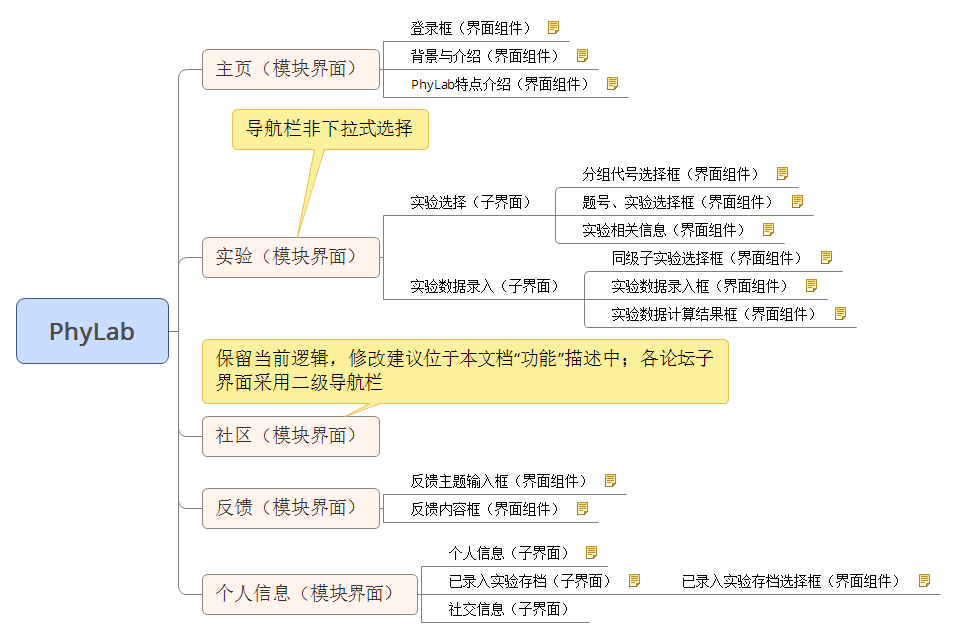 PhyLab
主页（模块界面）
登录框（界面组件）
背景与介绍（界面组件）
PhyLab特点介绍（界面组件）
导航栏非下拉式选择
实验（模块界面）
实验选择（子界面）
分组代号选择框（界面组件）
题号、实验选择框（界面组件）
实验相关信息（界面组件）
实验数据录入（子界面）
同级子实验选择框（界面组件）
实验数据录入框（界面组件）
实验数据计算结果框（界面组件）
保留当前逻辑，修改建议位于本文档“功能”描述中；各论坛子
界面采用二级导航栏
社区（模块界面）
反馈（模块界面）
反馈主题输入框（界面组件）
反馈内容框（界面组件）
个人信息（模块界面）
个人信息（子界面）
已录入实验存档（子界面）
已录入实验存档选择框（界面组件）
社交信息（子界面）